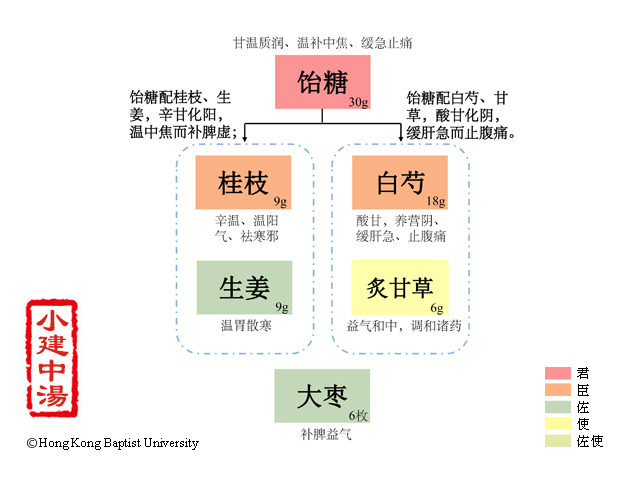 甘温质润、温补中焦、缓急止痛
饴糖
30g
饴糖配桂枝、生
姜，辛甘化阳，
温中焦而补脾虚；
饴糖配白芍、甘
草，酸甘化阴，
缓肝急而止腹痛。
桂枝
9g
辛温、温阳
气、祛寒邪
白芍
18g
酸甘，养营阴、
缓肝急、止腹痛
生姜
9g
温胃散寒
炙甘草
6g
益气和中，调和诸药
大枣
6枚
补脾益气
小建中湯
©Hong Kong Baptist University
君
臣
佐
使
佐使